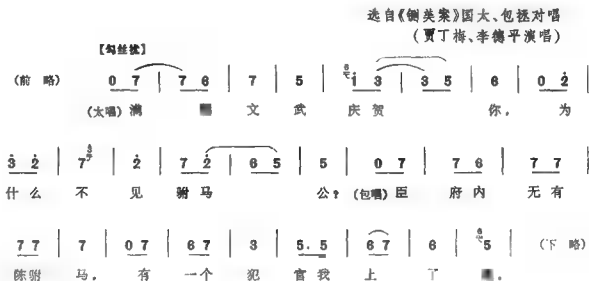 选自《铡美案》国太、包拯对唱
(贾丁梅、李德平演唱)
【勾丝扰】
(前 略) 0 7 | 7 6 | 7 | 5 | i 3 | 3 5 | 6 | 0 2̇ |
(太唱)满 文 武 庆 贺 你, 为
3̇ 2̇ | 7 | 2̇ | 7 2̇ | 6 5 | 5 | 0 7 | 7 6 | 7 7 |
什 么 不 见 驸 马 公?(包唱)臣 府 内 无 有
7 7 | 7 | 0 7 | 6 7 | 3 | 5. 5 | 6 7 | 6 | 5 | (下 略)
陈 驸 马, 有 一 个 犯 官 我 上 了